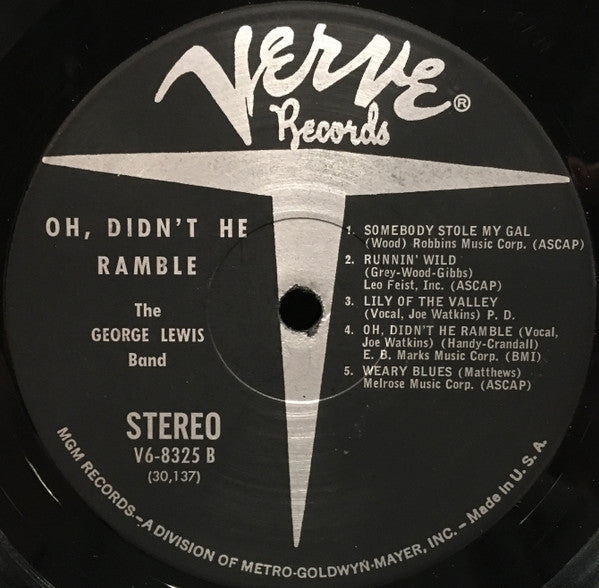 VERVE®
Records
OH, DIDN'T HE
RAMBLE
The
GEORGE LEWIS
Band
STEREO
V6-8325 B
(30,137)
1. SOMEBODY STOLE MY GAL
(Wood) Robbins Music Corp. (ASCAP)
2. RUNNIN' WILD
(Grey-Wood-Gibbs)
Leo Feist, Inc. (ASCAP)
3. LILY OF THE VALLEY
(Vocal, Joe Watkins) P. D.
4. OH, DIDN'T HE RAMBLE (Vocal,
Joe Watkins) (Handy-Crandall)
E. B. Marks Music Corp. (BMI)
5. WEARY BLUES (Matthews)
Melrose Music Corp. (ASCAP)
MGM RECORDS—A DIVISION OF METRO-GOLDWYN-MAYER, INC. – Made in U. S. A.